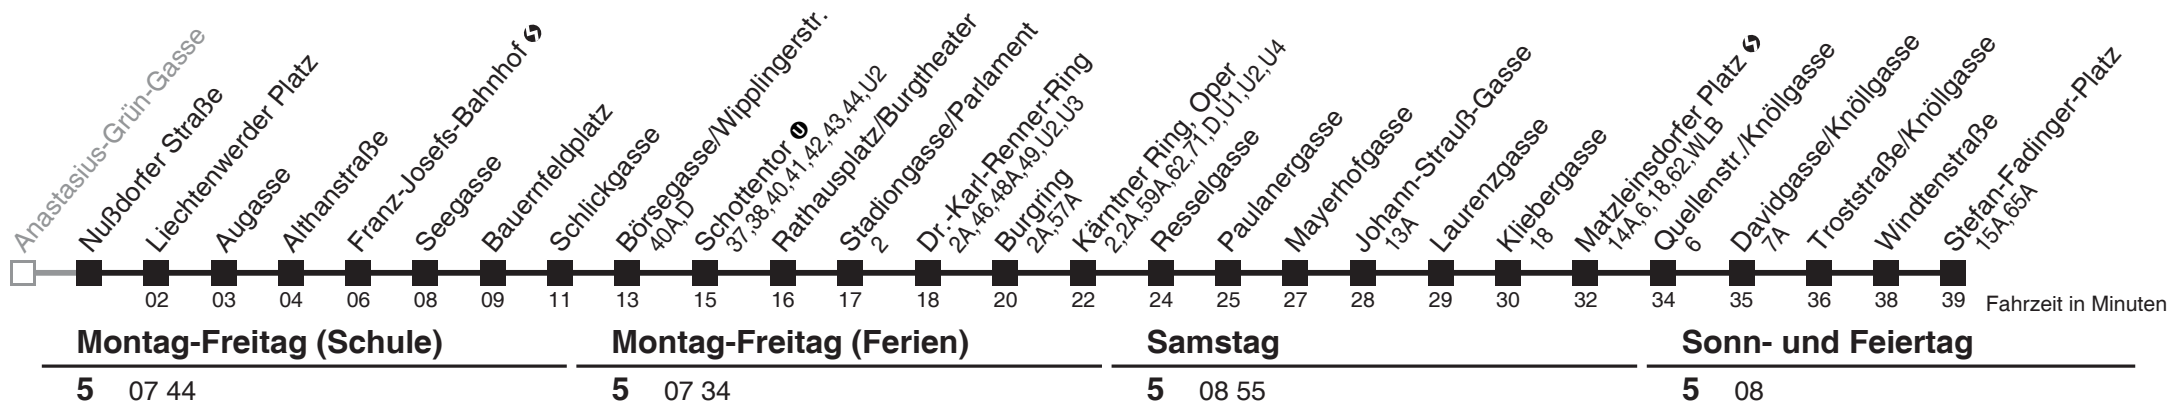 Anastasius-Grün-Gasse
Nußdorfer Straße
Liechtenwerder Platz
Augasse
Althanstraße
Franz-Josefs-Bahnhof
Seegasse
Bauernfeldplatz
Schlickgasse
Börsegasse/Wipplingerstr.
40A,D
Schottentor U
37,38,40,41,42,43,44,U2
Rathausplatz/Burgtheater
Stadiongasse/Parlament
2
Dr.-Karl-Renner-Ring
2A,46,48A,49,U2,U3
Burgring
2A,57A
Kärntner Ring, Oper
2,2A,59A,62,71,D,U1,U2,U4
Resselgasse
Paulanergasse
Mayerhofgasse
Johann-Strauß-Gasse
13A
Laurenzgasse
Kliebergasse
18
Matzleinsdorfer Platz
14A,6,18,62,WLB
Quellenstr./Knöllgasse
6
Davidgasse/Knöllgasse
7A
Troststraße/Knöllgasse
Windtenstraße
Stefan-Fadinger-Platz
15A,65A
02 03 04 06 08 09 11 13 15 16 17 18 20 22 24 25 27 28 29 30 32 34 35 36 38 39 Fahrzeit in Minuten
Montag-Freitag (Schule) Montag-Freitag (Ferien) Samstag Sonn- und Feiertag
5 07 44 5 07 34 5 08 55 5 08